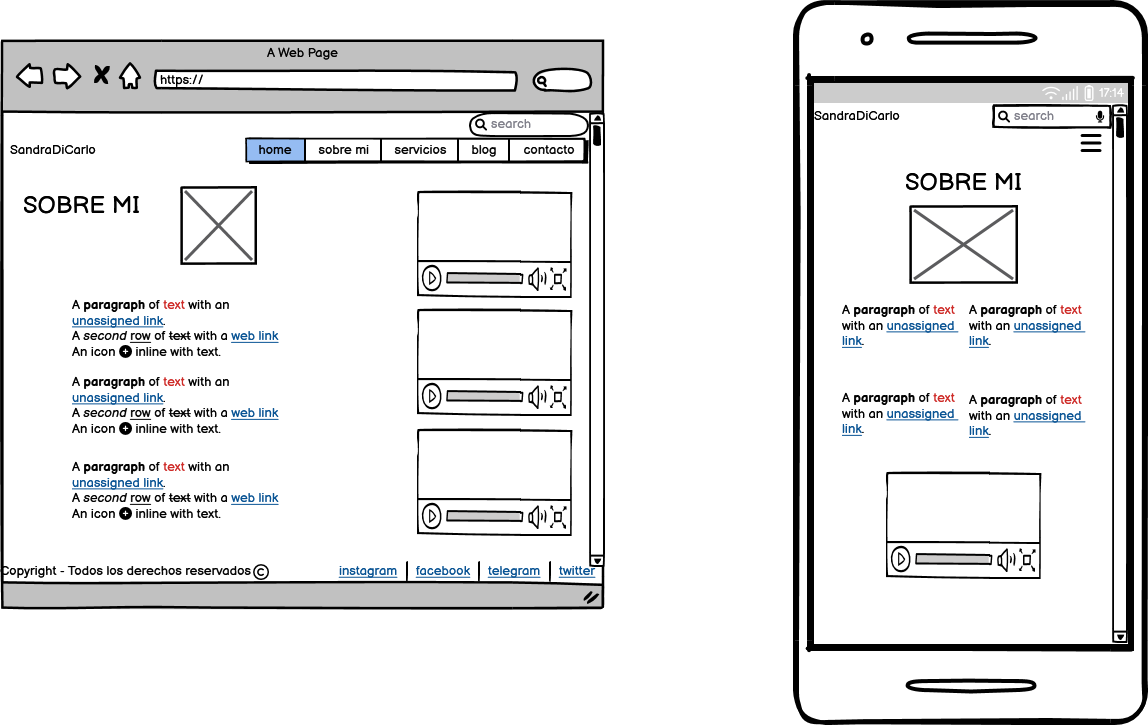 A Web Page
https://
search
SandraDiCarlo
home sobre mi servicios blog contacto
SOBRE MI
A paragraph of text with an
unassigned link.
A second row of text with a web link
An icon inline with text.
A paragraph of text with an
unassigned link.
A second row of text with a web link
An icon inline with text.
A paragraph of text with an
unassigned link.
A second row of text with a web link
An icon inline with text.
Copyright - Todos los derechos reservados ©
instagram facebook telegram twitter
17:14
SandraDiCarlo
search
SOBRE MI
A paragraph of text
with an unassigned
link.
A paragraph of text
with an unassigned
link.
A paragraph of text
with an unassigned
link.
A paragraph of text
with an unassigned
link.